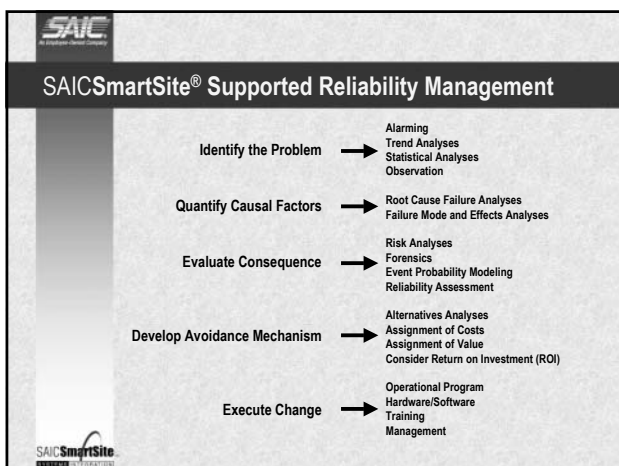 SAIC
An Employee-Owned Company
SAICSmartSite® Supported Reliability Management
Identify the Problem
Alarming
Trend Analyses
Statistical Analyses
Observation
Quantify Causal Factors
Root Cause Failure Analyses
Failure Mode and Effects Analyses
Evaluate Consequence
Risk Analyses
Forensics
Event Probability Modeling
Reliability Assessment
Develop Avoidance Mechanism
Alternatives Analyses
Assignment of Costs
Assignment of Value
Consider Return on Investment (ROI)
Execute Change
Operational Program
Hardware/Software
Training
Management
SAICSmartSite